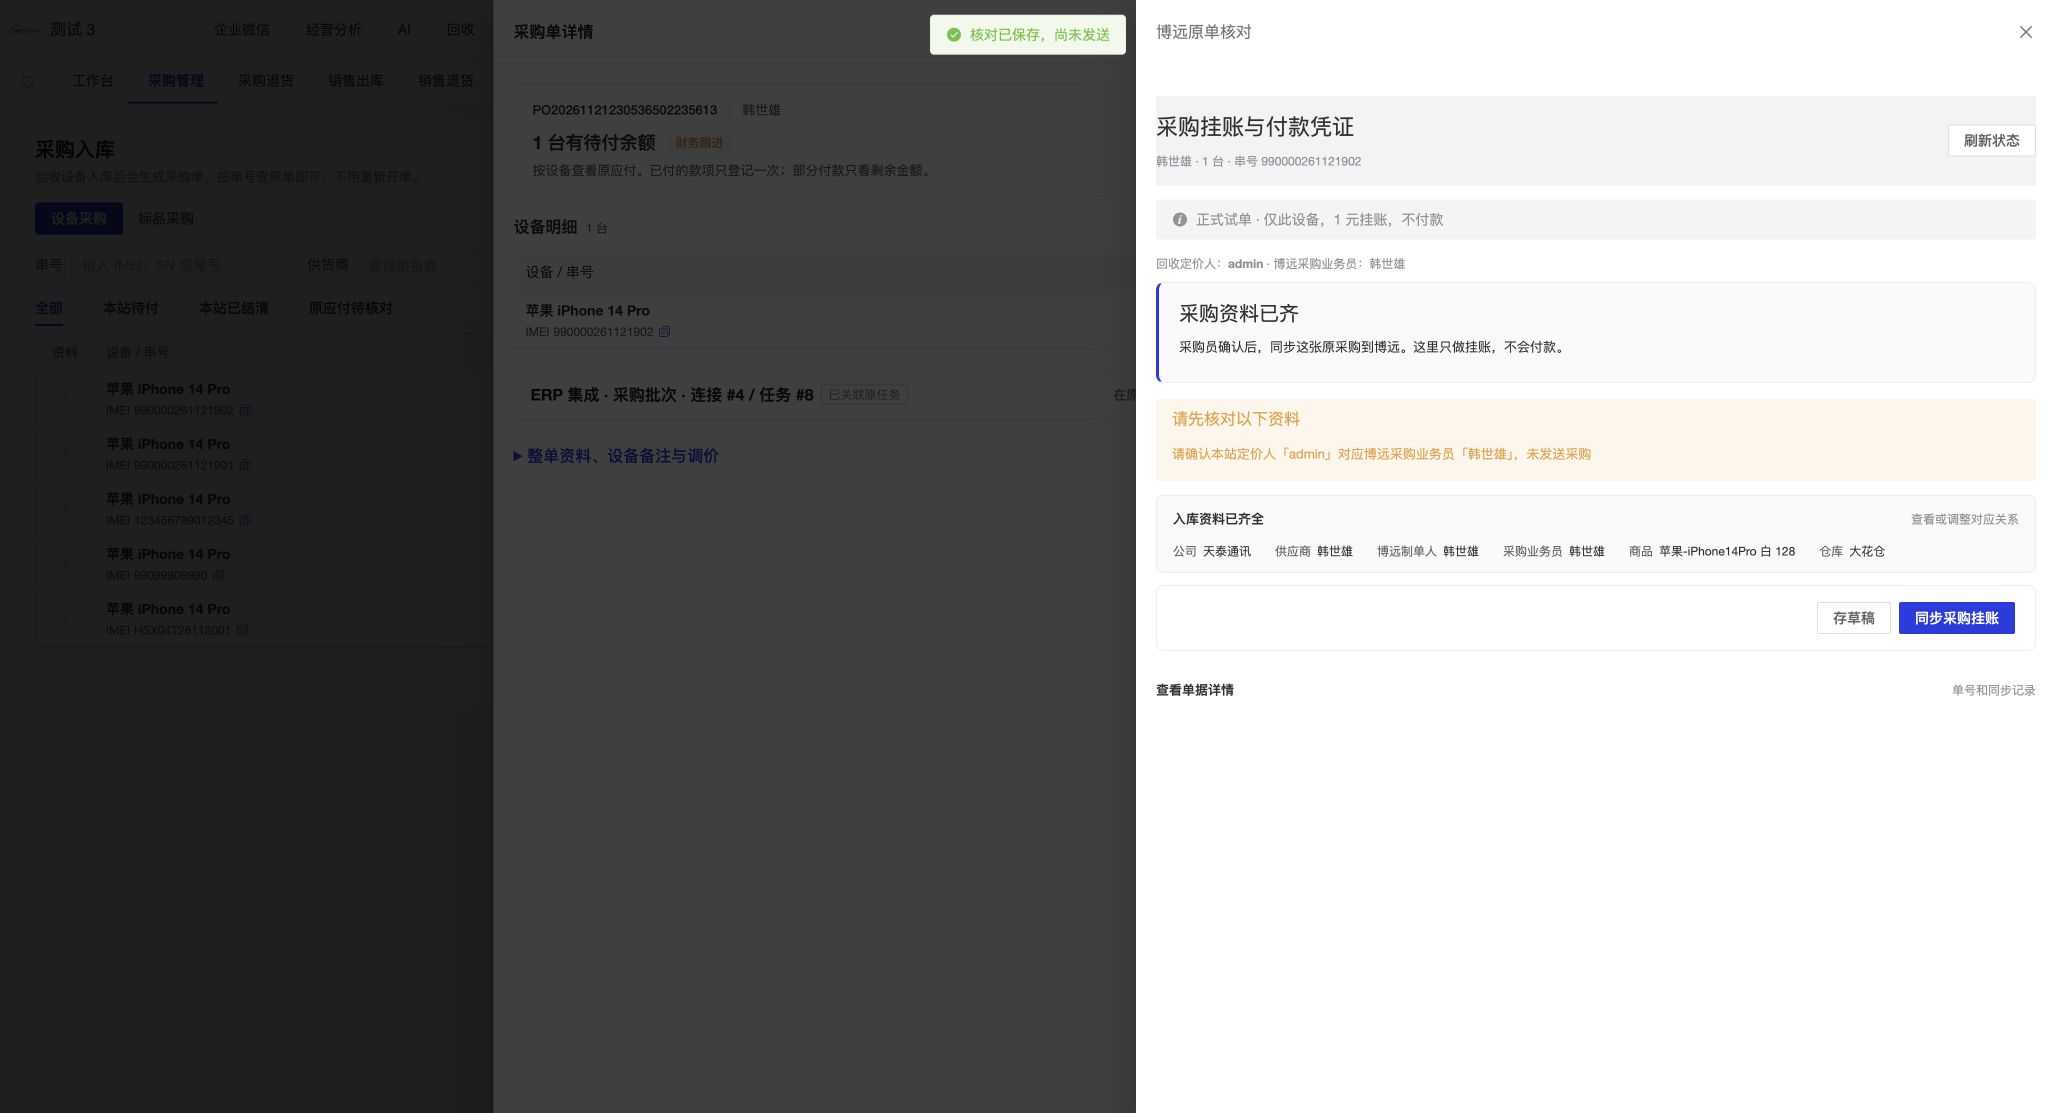 测试 3
企业微信
经营分析
AI
回收
工作台
采购管理
采购退货
销售出库
销售退货
采购入库
回收设备入库后会生成采购单，按串号查原单即可，不用重新开单。
设备采购
标品采购
串号
输入 IMEI、SN 或尾号
供货商
查询供货商
全部
本站待付
本站已结清
原应付待核对
资料
设备 / 串号
苹果 iPhone 14 Pro
IMEI 990000261121902
苹果 iPhone 14 Pro
IMEI 990000261121901
苹果 iPhone 14 Pro
IMEI 123456789012345
苹果 iPhone 14 Pro
IMEI 99099909990
苹果 iPhone 14 Pro
IMEI HSX04T26112001
采购单详情
核对已保存，尚未发送
PO20261121230536502235613
韩世雄
1 台有待付余额
财务跟进
按设备查看原应付。已付的款项只登记一次；部分付款只看剩余金额。
设备明细 1 台
设备 / 串号
苹果 iPhone 14 Pro
IMEI 990000261121902
ERP 集成 · 采购批次 · 连接 #4 / 任务 #8
已关联原任务
在原
整单资料、设备备注与调价
博远原单核对
采购挂账与付款凭证
韩世雄 · 1 台 · 串号 990000261121902
刷新状态
正式试单 · 仅此设备，1 元挂账，不付款
回收定价人：admin · 博远采购业务员：韩世雄
采购资料已齐
采购员确认后，同步这张原采购到博远。这里只做挂账，不会付款。
请先核对以下资料
请确认本站定价人「admin」对应博远采购业务员「韩世雄」，未发送采购
入库资料已齐全
查看或调整对应关系
公司 天泰通讯 供应商 韩世雄 博远制单人 韩世雄 采购业务员 韩世雄 商品 苹果-iPhone14Pro 白 128 仓库 大花仓
存草稿
同步采购挂账
查看单据详情
单号和同步记录